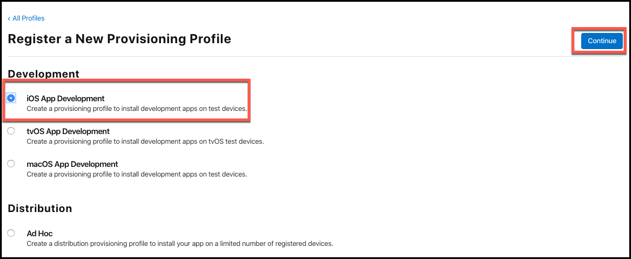 ‹ All Profiles
Register a New Provisioning Profile
Continue
Development
iOS App Development
Create a provisioning profile to install development apps on test devices.
tvOS App Development
Create a provisioning profile to install development apps on tvOS test devices.
macOS App Development
Create a provisioning profile to install development apps on test devices.
Distribution
Ad Hoc
Create a distribution provisioning profile to install your app on a limited number of registered devices.